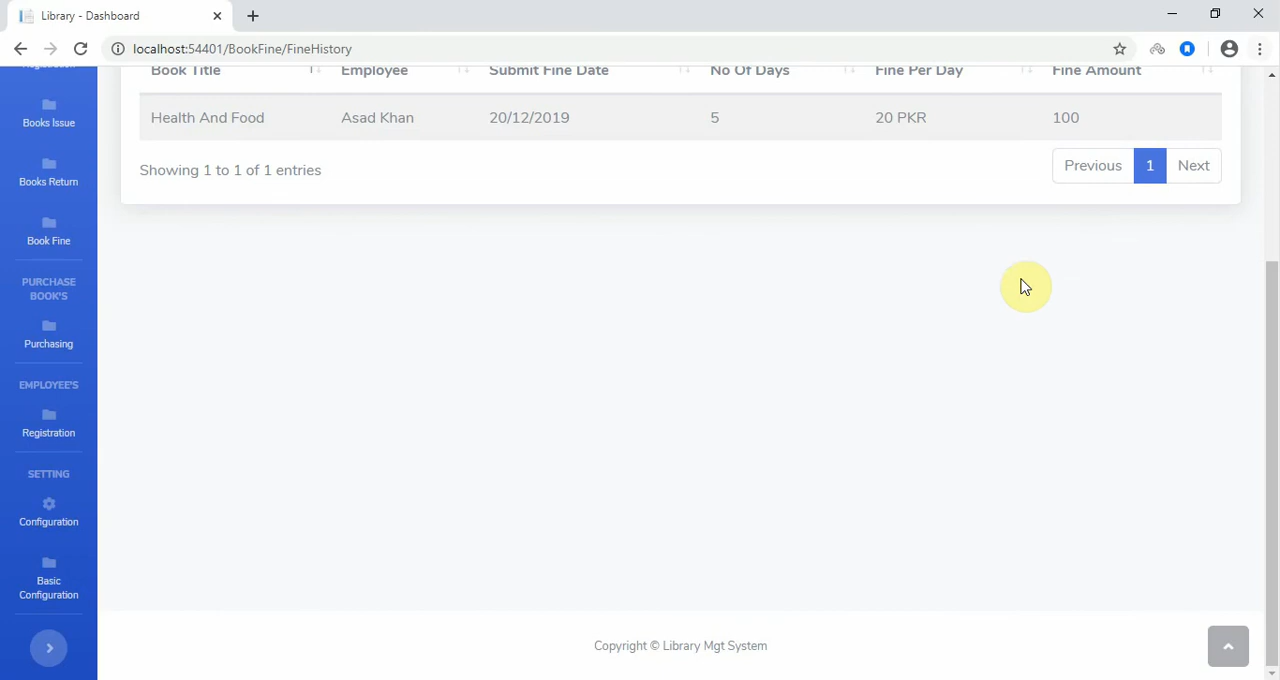 Library - Dashboard
localhost:54401/BookFine/FineHistory
Books Issue
Books Return
Book Fine
PURCHASE
BOOK'S
Purchasing
EMPLOYEE'S
Registration
SETTING
Configuration
Basic
Configuration
Book Title Employee Submit Fine Date No Of Days Fine Per Day Fine Amount
Health And Food Asad Khan 20/12/2019 5 20 PKR 100
Showing 1 to 1 of 1 entries
Previous 1 Next
Copyright © Library Mgt System